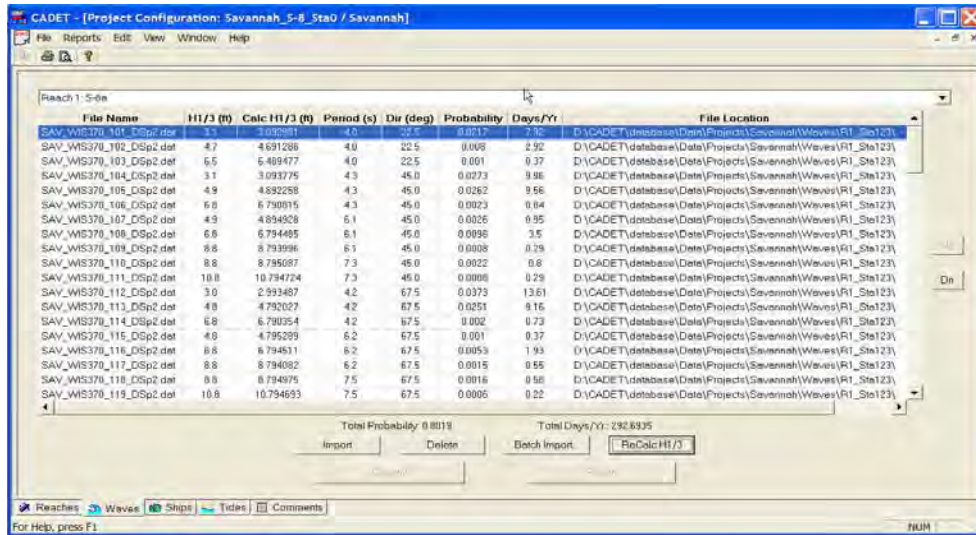 CADET - [Project Configuration: Savannah_S-8_Sta0 / Savannah]
File Reports Edit View Window Help
Reach 1: S-8a
File Name H1/3 (ft) Calc H1/3 (ft) Period (s) Dir (deg) Probability Days/Yr File Location
SAV_WIS370_101_DSp2.dat 3.1 3.092981 4.0 22.5 0.0217 7.92 D:\CADET\database\Data\Projects\Savannah\Waves\R1_Sta123\
SAV_WIS370_102_DSp2.dat 4.7 4.691288 4.0 22.5 0.008 2.92 D:\CADET\database\Data\Projects\Savannah\Waves\R1_Sta123\
SAV_WIS370_103_DSp2.dat 6.5 6.489477 4.0 22.5 0.001 0.37 D:\CADET\database\Data\Projects\Savannah\Waves\R1_Sta123\
SAV_WIS370_104_DSp2.dat 3.1 3.093775 4.3 45.0 0.0273 9.96 D:\CADET\database\Data\Projects\Savannah\Waves\R1_Sta123\
SAV_WIS370_105_DSp2.dat 4.9 4.892258 4.3 45.0 0.0262 9.56 D:\CADET\database\Data\Projects\Savannah\Waves\R1_Sta123\
SAV_WIS370_106_DSp2.dat 6.8 6.790815 4.3 45.0 0.0023 0.84 D:\CADET\database\Data\Projects\Savannah\Waves\R1_Sta123\
SAV_WIS370_107_DSp2.dat 4.9 4.894928 6.1 45.0 0.0026 0.95 D:\CADET\database\Data\Projects\Savannah\Waves\R1_Sta123\
SAV_WIS370_108_DSp2.dat 6.8 6.794485 6.1 45.0 0.0096 3.5 D:\CADET\database\Data\Projects\Savannah\Waves\R1_Sta123\
SAV_WIS370_109_DSp2.dat 8.8 8.793996 6.1 45.0 0.0008 0.29 D:\CADET\database\Data\Projects\Savannah\Waves\R1_Sta123\
SAV_WIS370_110_DSp2.dat 8.8 8.795087 7.3 45.0 0.0022 0.8 D:\CADET\database\Data\Projects\Savannah\Waves\R1_Sta123\
SAV_WIS370_111_DSp2.dat 10.8 10.794724 7.3 45.0 0.0008 0.29 D:\CADET\database\Data\Projects\Savannah\Waves\R1_Sta123\
SAV_WIS370_112_DSp2.dat 3.0 2.993487 4.2 67.5 0.0373 13.61 D:\CADET\database\Data\Projects\Savannah\Waves\R1_Sta123\
SAV_WIS370_113_DSp2.dat 4.8 4.792027 4.2 67.5 0.0251 9.16 D:\CADET\database\Data\Projects\Savannah\Waves\R1_Sta123\
SAV_WIS370_114_DSp2.dat 6.8 6.790354 4.2 67.5 0.002 0.73 D:\CADET\database\Data\Projects\Savannah\Waves\R1_Sta123\
SAV_WIS370_115_DSp2.dat 4.8 4.795289 6.2 67.5 0.001 0.37 D:\CADET\database\Data\Projects\Savannah\Waves\R1_Sta123\
SAV_WIS370_116_DSp2.dat 6.8 6.794511 6.2 67.5 0.0053 1.93 D:\CADET\database\Data\Projects\Savannah\Waves\R1_Sta123\
SAV_WIS370_117_DSp2.dat 8.8 8.794082 6.2 67.5 0.0015 0.55 D:\CADET\database\Data\Projects\Savannah\Waves\R1_Sta123\
SAV_WIS370_118_DSp2.dat 8.8 8.794975 7.5 67.5 0.0016 0.58 D:\CADET\database\Data\Projects\Savannah\Waves\R1_Sta123\
SAV_WIS370_119_DSp2.dat 10.8 10.794693 7.5 67.5 0.0006 0.22 D:\CADET\database\Data\Projects\Savannah\Waves\R1_Sta123\
Dn
Total Probability: 0.8019 Total Days/Yr: 292.6935
Import Delete Batch Import ReCalc H1/3
Reaches Waves Ships Tides Comments
For Help, press F1 NUM